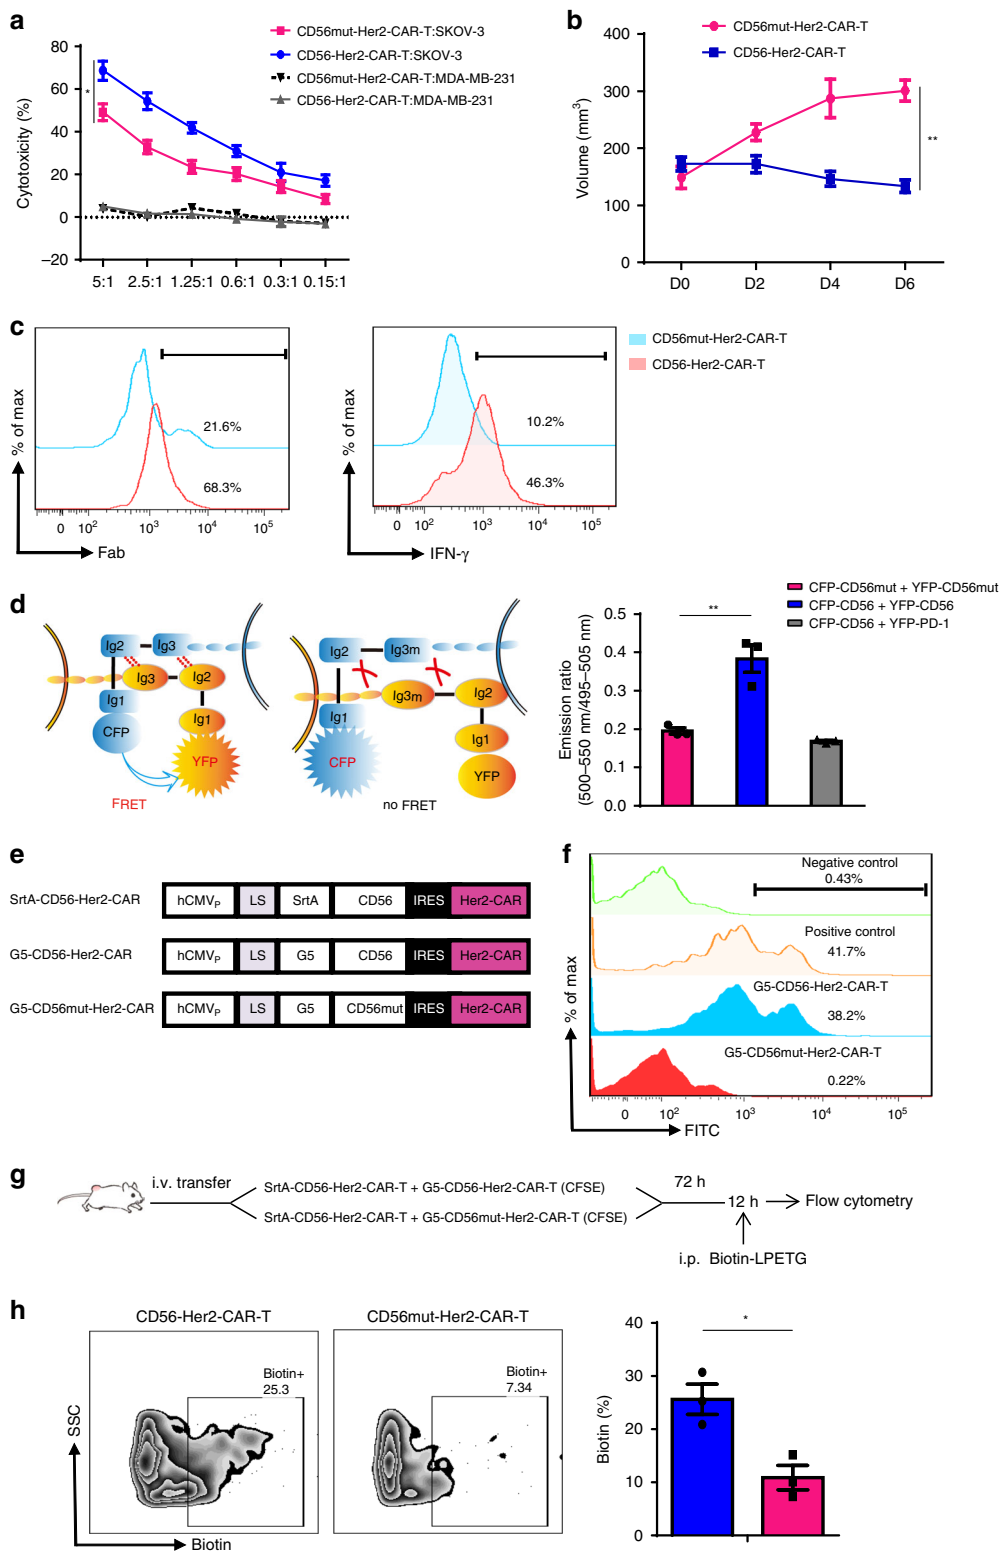 a
CD56mut-Her2-CAR-T:SKOV-3
CD56-Her2-CAR-T:SKOV-3
CD56mut-Her2-CAR-T:MDA-MB-231
CD56-Her2-CAR-T:MDA-MB-231
Cytotoxicity (%)
80
60
40
20
0
−20
*
5:1 2.5:1 1.25:1 0.6:1 0.3:1 0.15:1
b
CD56mut-Her2-CAR-T
CD56-Her2-CAR-T
Volume (mm³)
400
300
200
100
0
**
D0 D2 D4 D6
c
% of max
21.6%
68.3%
0 10² 10³ 10⁴ 10⁵
Fab
% of max
10.2%
46.3%
0 10² 10³ 10⁴ 10⁵
IFN-γ
CD56mut-Her2-CAR-T
CD56-Her2-CAR-T
d
Ig2 Ig3
Ig3 Ig2
Ig1 Ig1
CFP
YFP
FRET
Ig2 Ig3m
Ig3m Ig2
Ig1 Ig1
CFP
YFP
no FRET
CFP-CD56mut + YFP-CD56mut
CFP-CD56 + YFP-CD56
CFP-CD56 + YFP-PD-1
Emission ratio
(500–550 nm/495–505 nm)
0.5
0.4
0.3
0.2
0.1
0.0
**
e
SrtA-CD56-Her2-CAR hCMVP LS SrtA CD56 IRES Her2-CAR
G5-CD56-Her2-CAR hCMVP LS G5 CD56 IRES Her2-CAR
G5-CD56mut-Her2-CAR hCMVP LS G5 CD56mut IRES Her2-CAR
f
% of max
Negative control
0.43%
Positive control
41.7%
G5-CD56-Her2-CAR-T
38.2%
G5-CD56mut-Her2-CAR-T
0.22%
0 10² 10³ 10⁴ 10⁵
FITC
g
i.v. transfer
SrtA-CD56-Her2-CAR-T + G5-CD56-Her2-CAR-T (CFSE)
SrtA-CD56-Her2-CAR-T + G5-CD56mut-Her2-CAR-T (CFSE)
72 h
12 h
Flow cytometry
i.p. Biotin-LPETG
h
CD56-Her2-CAR-T
Biotin+
25.3
SSC
Biotin
CD56mut-Her2-CAR-T
Biotin+
7.34
Biotin (%)
40
30
20
10
0
*